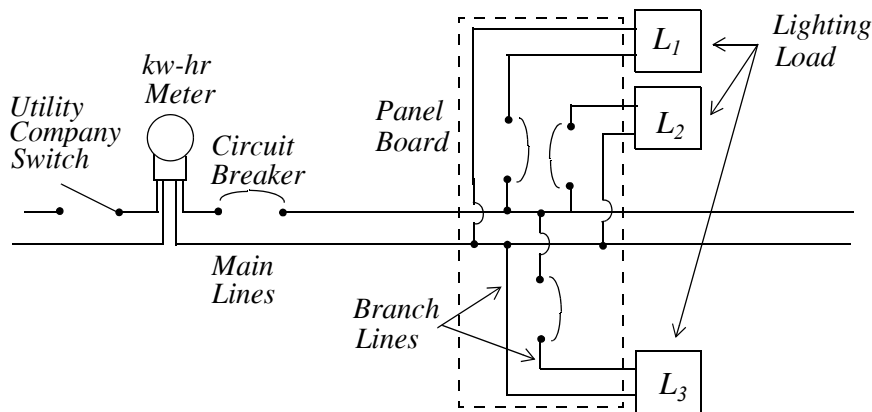 kw-hr
Meter
Utility
Company
Switch
Circuit
Breaker
Panel
Board
L1
L2
Lighting
Load
Main
Lines
Branch
Lines
L3